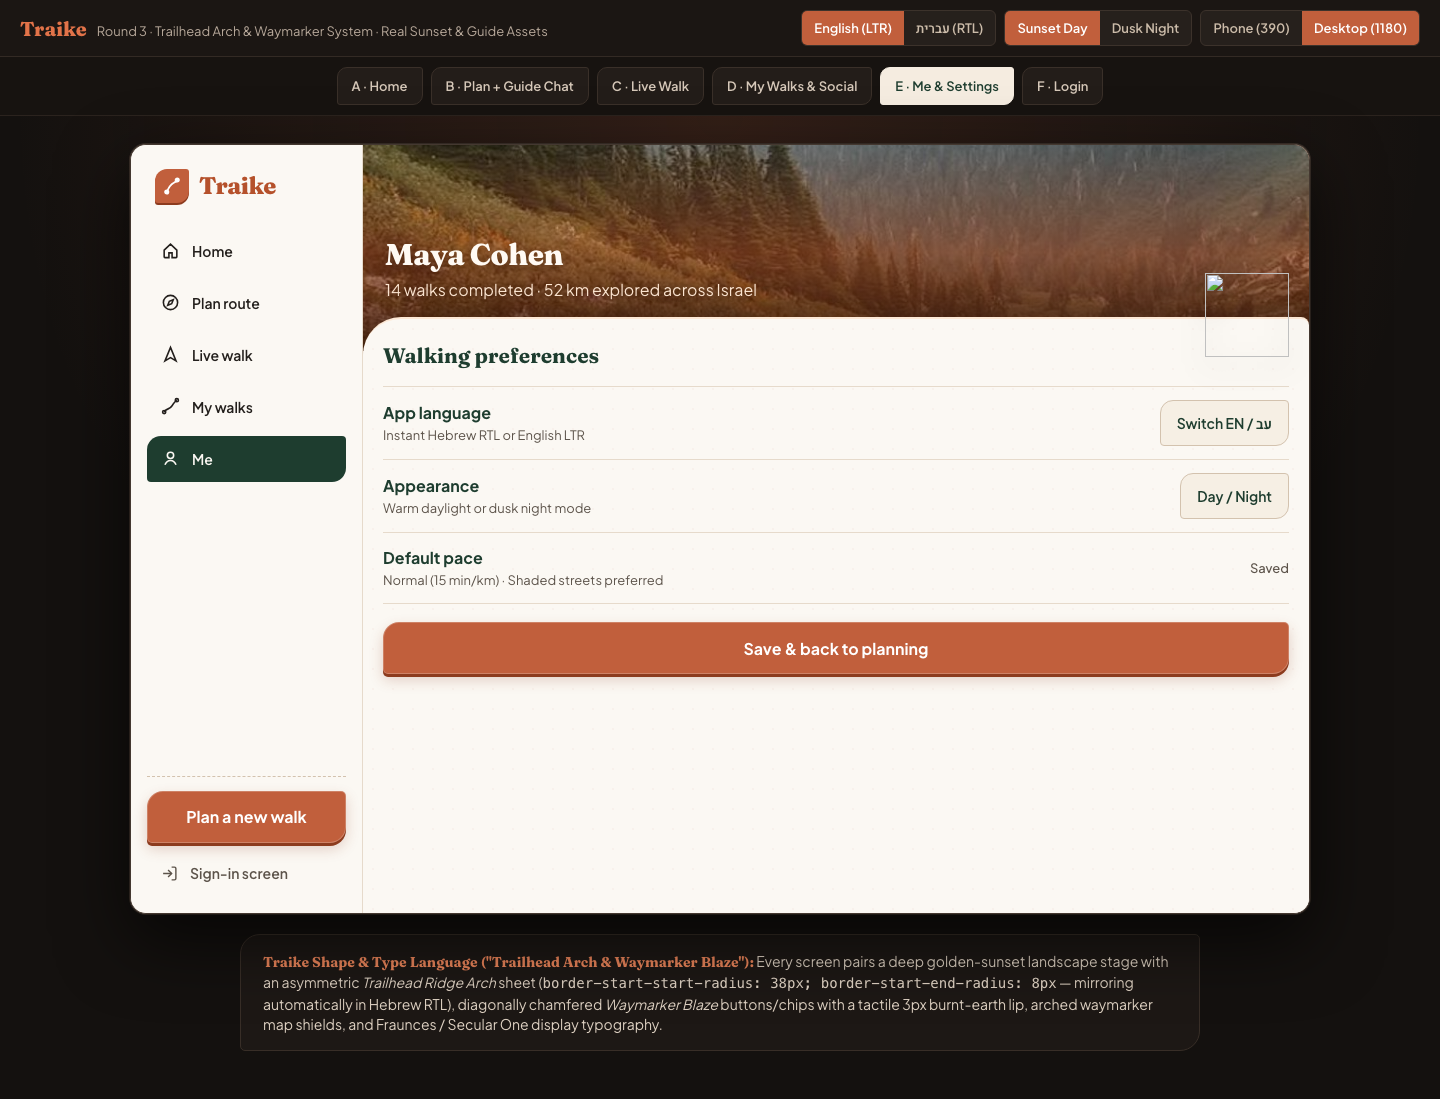 Traike Round 3 · Trailhead Arch & Waymarker System · Real Sunset & Guide Assets
English (LTR) עברית (RTL) Sunset Day Dusk Night Phone (390) Desktop (1180)
A · Home B · Plan + Guide Chat C · Live Walk D · My Walks & Social E · Me & Settings F · Login
Traike
Home
Plan route
Live walk
My walks
Me
Plan a new walk
Sign-in screen
Maya Cohen
14 walks completed · 52 km explored across Israel
Walking preferences
App language
Instant Hebrew RTL or English LTR
Switch EN / עב
Appearance
Warm daylight or dusk night mode
Day / Night
Default pace
Normal (15 min/km) · Shaded streets preferred
Saved
Save & back to planning
Traike Shape & Type Language ("Trailhead Arch & Waymarker Blaze"): Every screen pairs a deep golden-sunset landscape stage with
an asymmetric Trailhead Ridge Arch sheet (border-start-start-radius: 38px; border-start-end-radius: 8px — mirroring
automatically in Hebrew RTL), diagonally chamfered Waymarker Blaze buttons/chips with a tactile 3px burnt-earth lip, arched waymarker
map shields, and Fraunces / Secular One display typography.